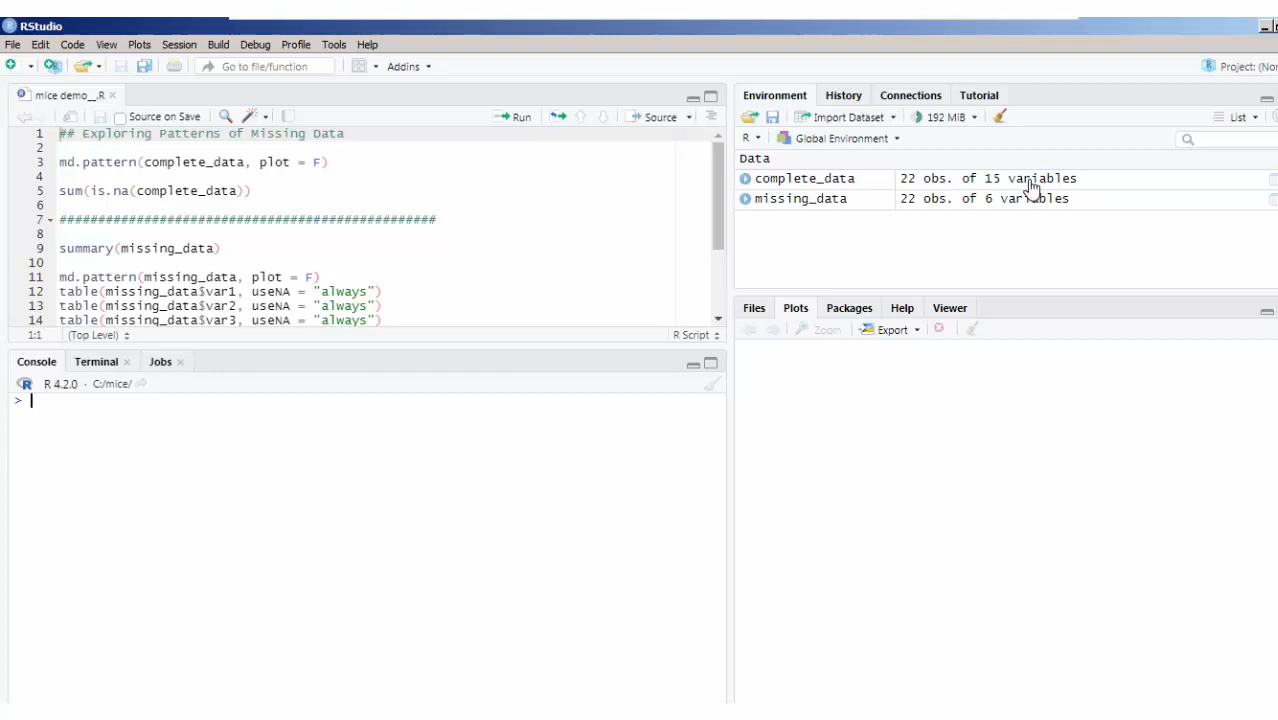 RStudio
File Edit Code View Plots Session Build Debug Profile Tools Help
Go to file/function Addins Project: (Nor
mice demo__.R
Source on Save Run Source
1 ## Exploring Patterns of Missing Data
2
3 md.pattern(complete_data, plot = F)
4
5 sum(is.na(complete_data))
6
7 #################################################
8
9 summary(missing_data)
10
11 md.pattern(missing_data, plot = F)
12 table(missing_data$var1, useNA = "always")
13 table(missing_data$var2, useNA = "always")
14 table(missing_data$var3, useNA = "always")
1:1 (Top Level) R Script
Console Terminal Jobs
R 4.2.0 · C:/mice/
>
Environment History Connections Tutorial
Import Dataset 192 MiB List
R Global Environment
Data
complete_data 22 obs. of 15 variables
missing_data 22 obs. of 6 variables
Files Plots Packages Help Viewer
Zoom Export